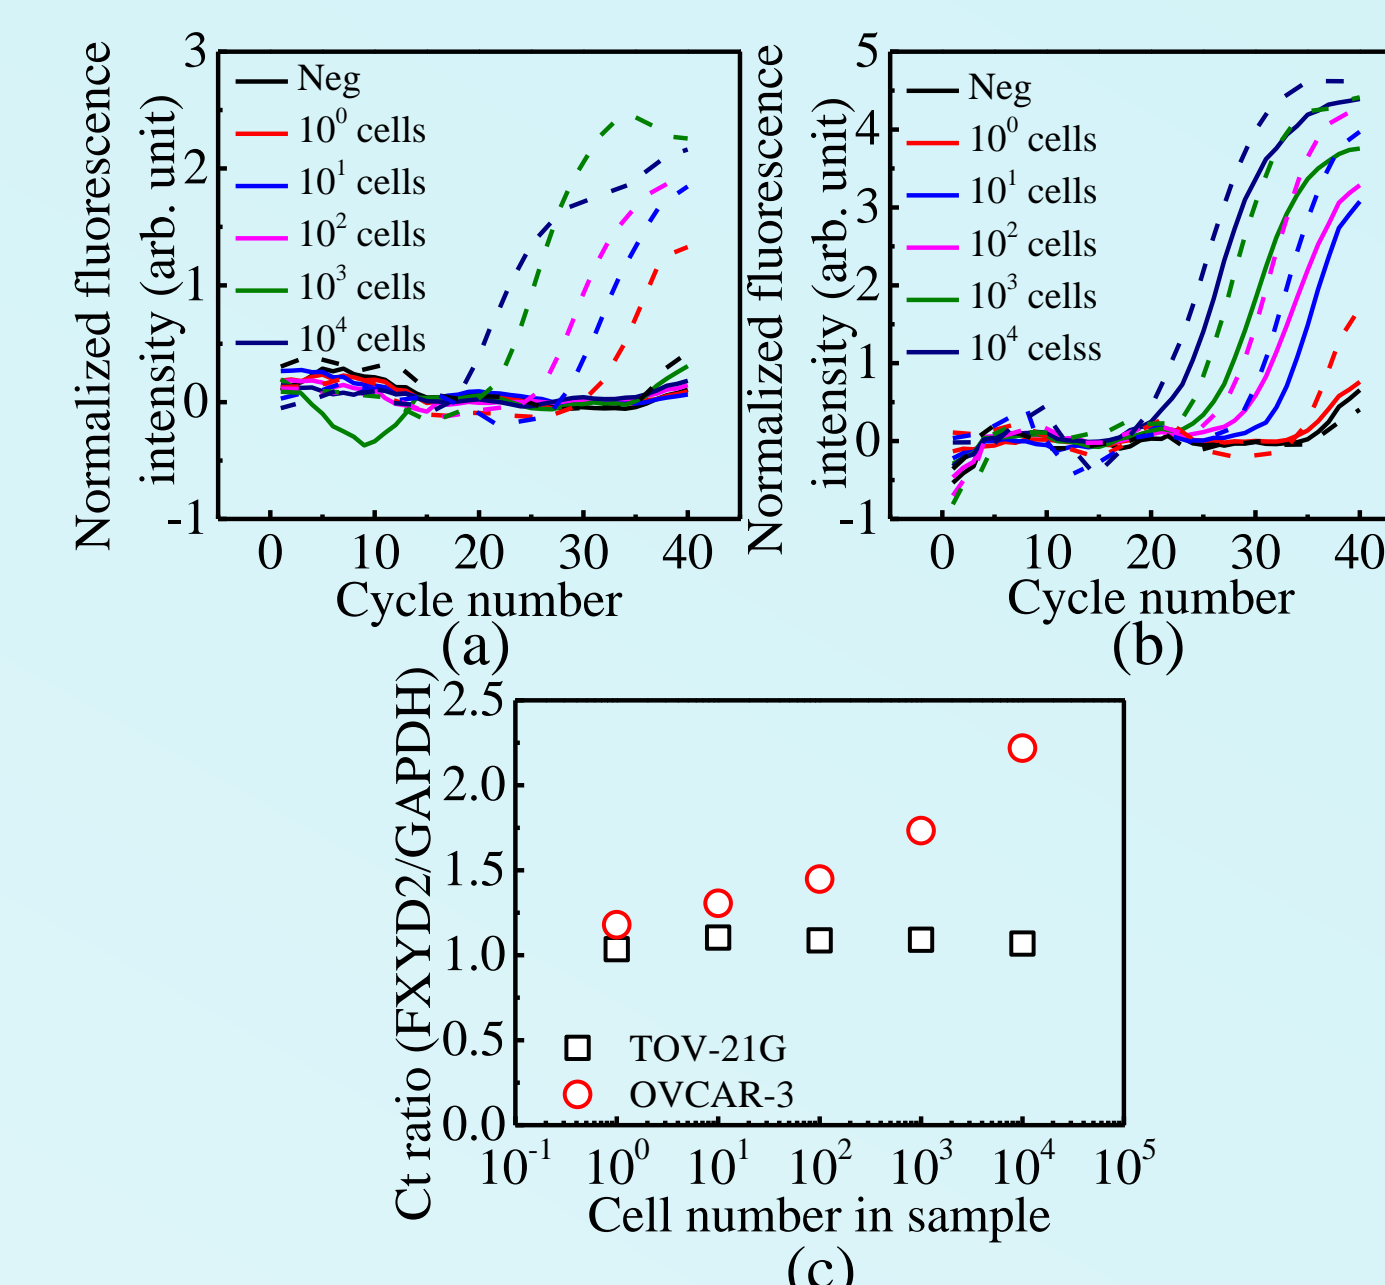 Normalized fluorescence
intensity (arb. unit)
3
2
1
0
-1
Neg
10⁰ cells
10¹ cells
10² cells
10³ cells
10⁴ cells
0 10 20 30 40
Cycle number
(a)
Normalized fluorescence
intensity (arb. unit)
5
4
3
2
1
0
-1
Neg
10⁰ cells
10¹ cells
10² cells
10³ cells
10⁴ celss
0 10 20 30 40
Cycle number
(b)
Ct ratio (FXYD2/GAPDH)
2.5
2.0
1.5
1.0
0.5
0.0
TOV-21G
OVCAR-3
10⁻¹ 10⁰ 10¹ 10² 10³ 10⁴ 10⁵
Cell number in sample
(c)